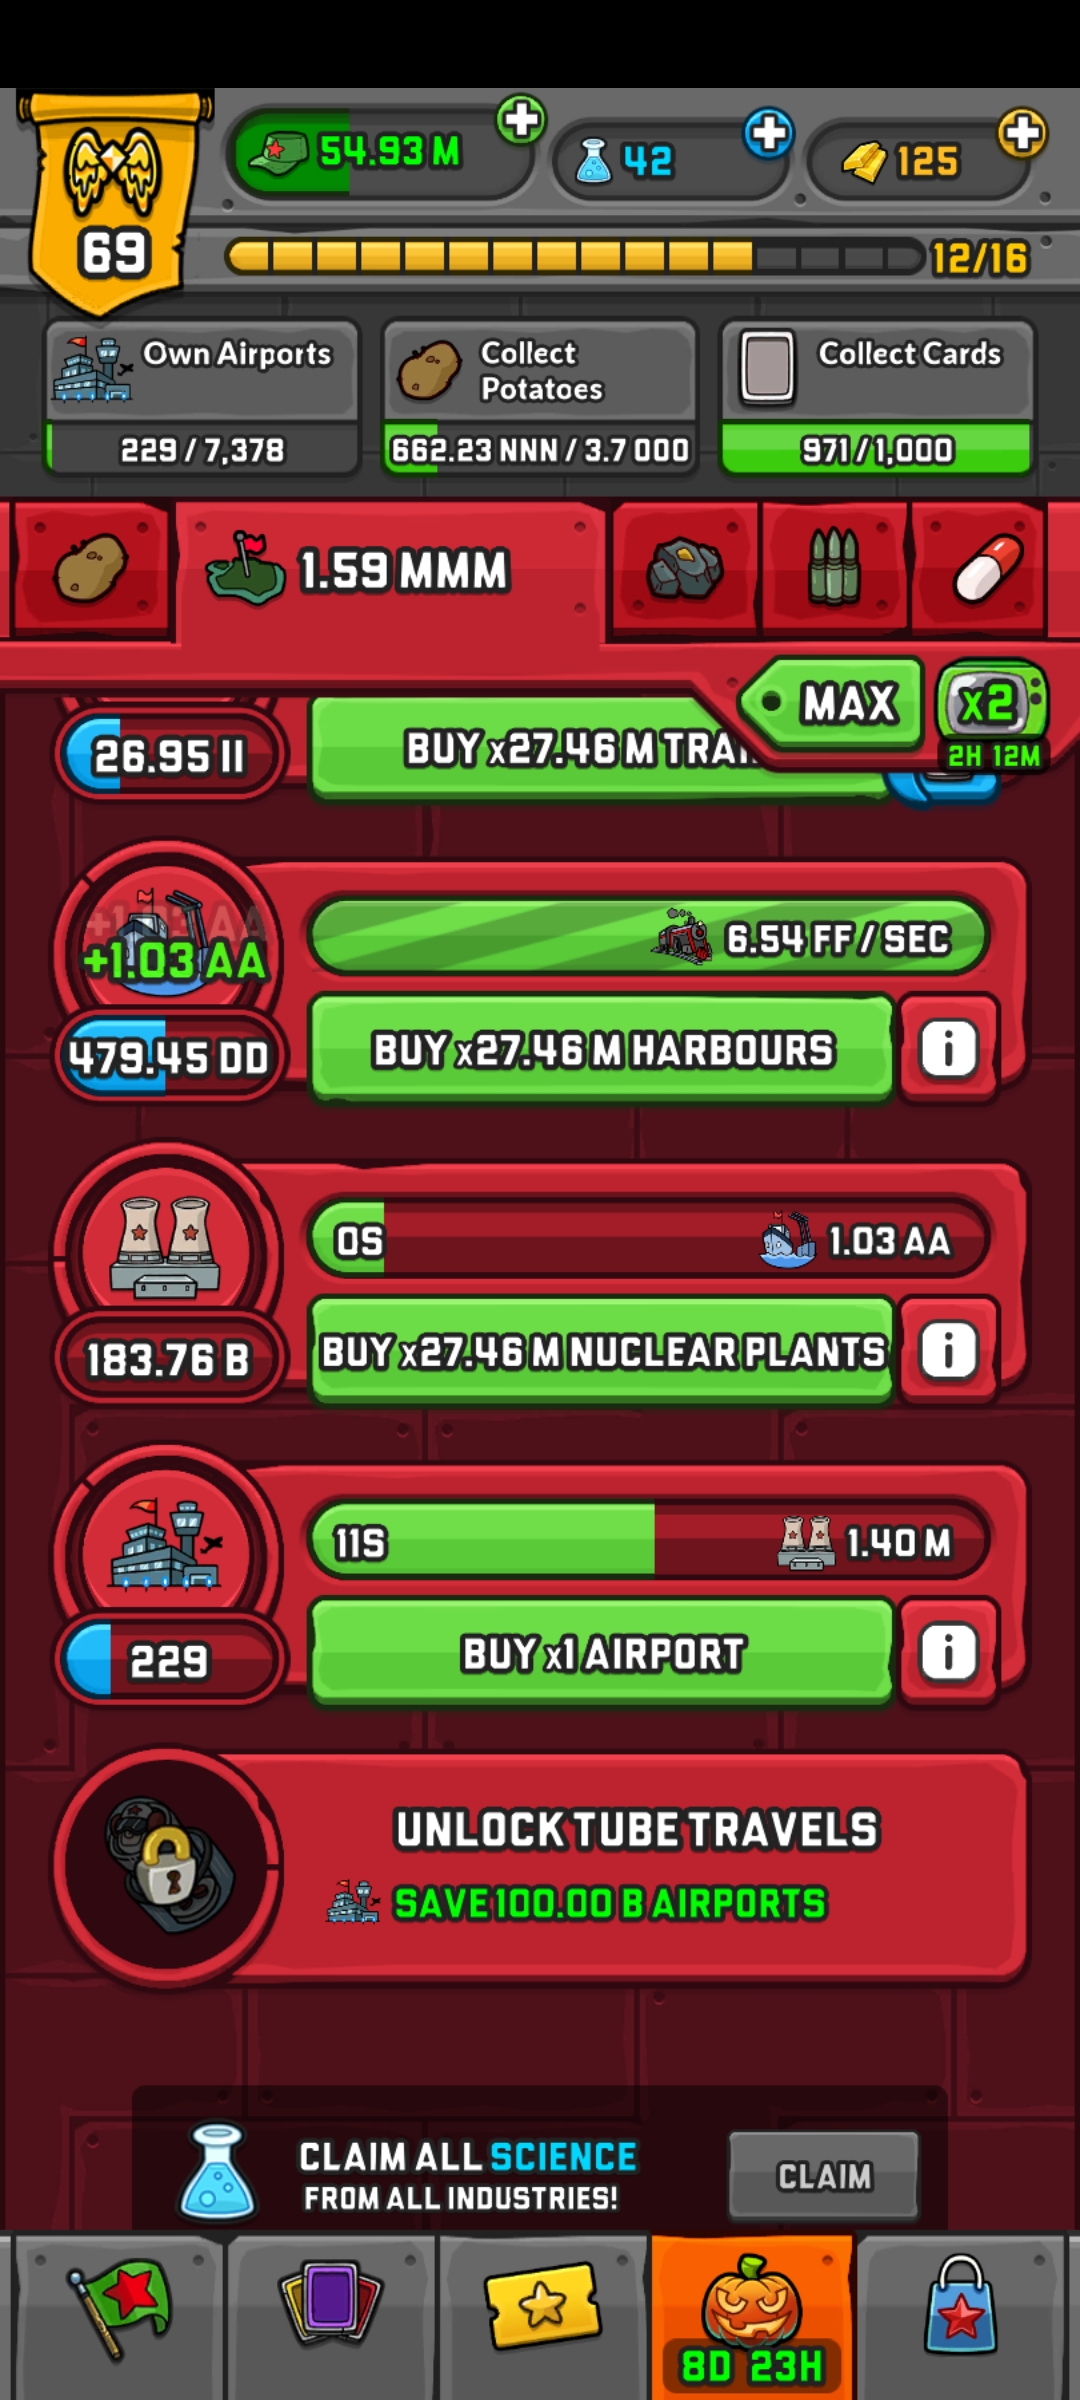 54.93 M
42
125
69
12/16
Own Airports
229 / 7,378
Collect
Potatoes
662.23 NNN / 3.7 OOO
Collect Cards
971 / 1,000
1.59 MMM
MAX
x2
2H 12M
26.95 II
BUY x27.46 M
+1.03 AA
+1.03 AA
6.54 FF / SEC
479.45 DD
BUY x27.46 M HARBOURS
0S
1.03 AA
183.76 B
BUY x27.46 M NUCLEAR PLANTS
11S
1.40 M
229
BUY x1 AIRPORT
UNLOCK TUBE TRAVELS
SAVE 100.00 B AIRPORTS
CLAIM ALL SCIENCE
FROM ALL INDUSTRIES!
CLAIM
8D 23H